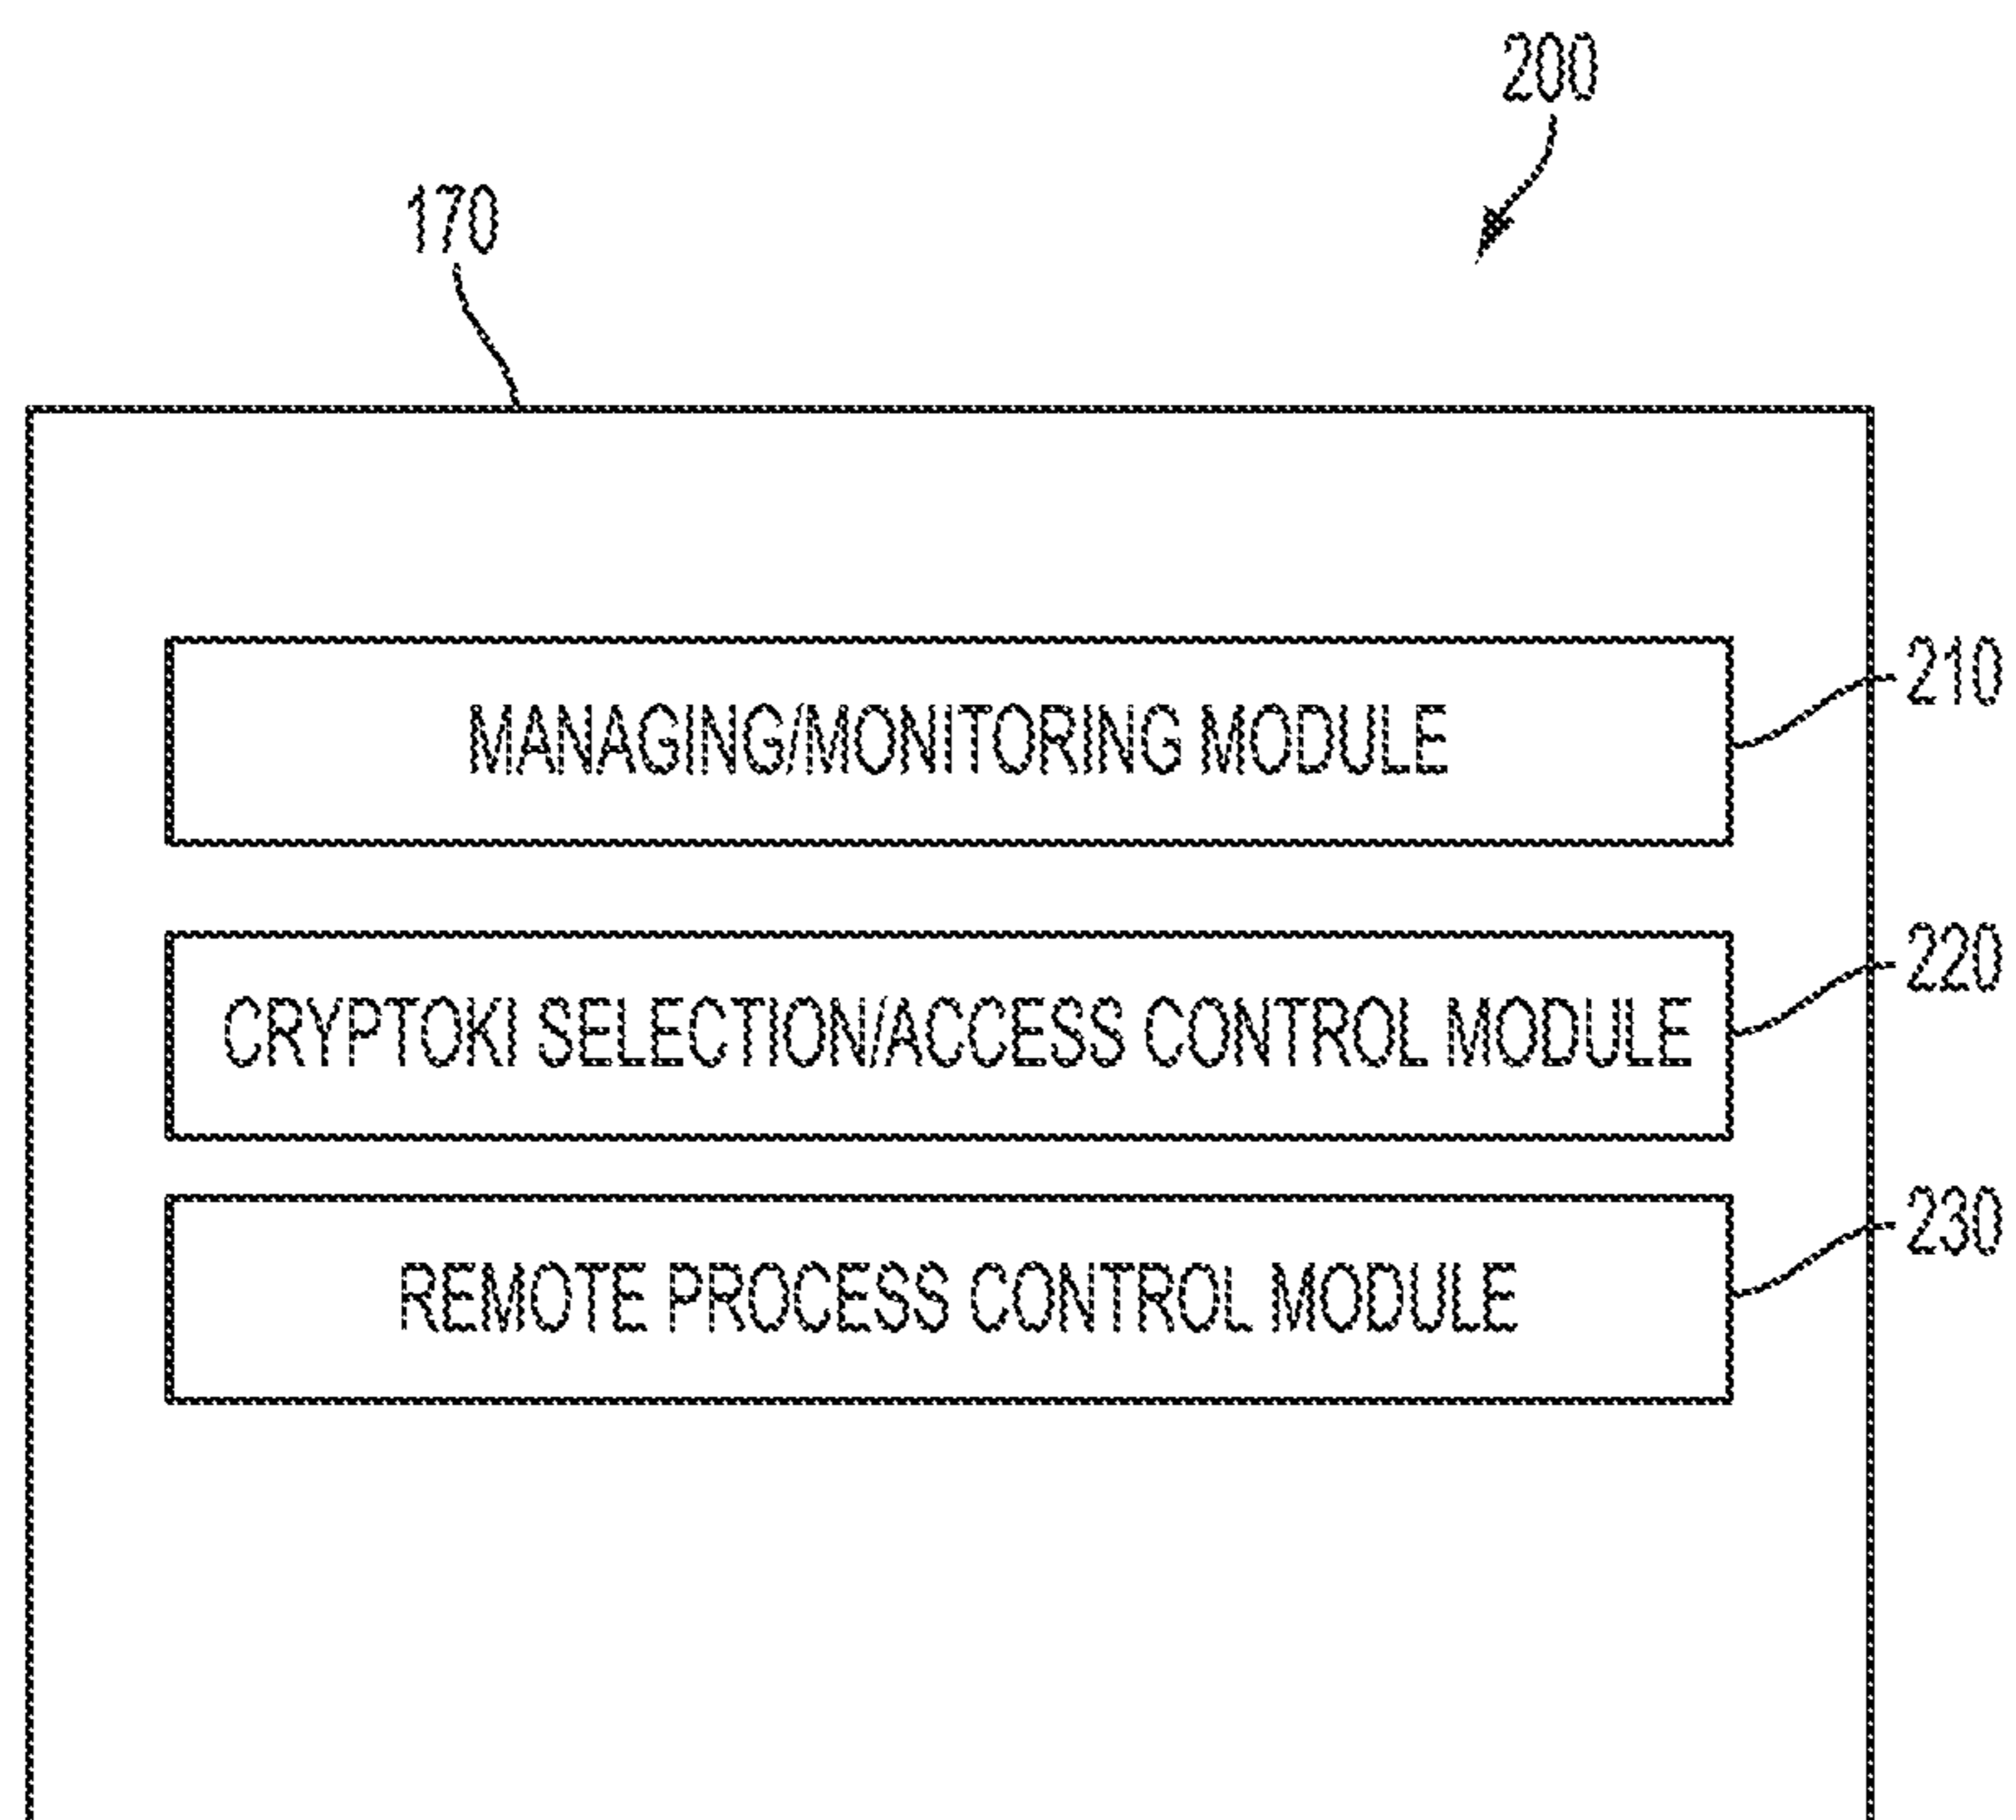 200
170
MANAGING/MONITORING MODULE
210
CRYPTOKI SELECTION/ACCESS CONTROL MODULE
220
REMOTE PROCESS CONTROL MODULE
230